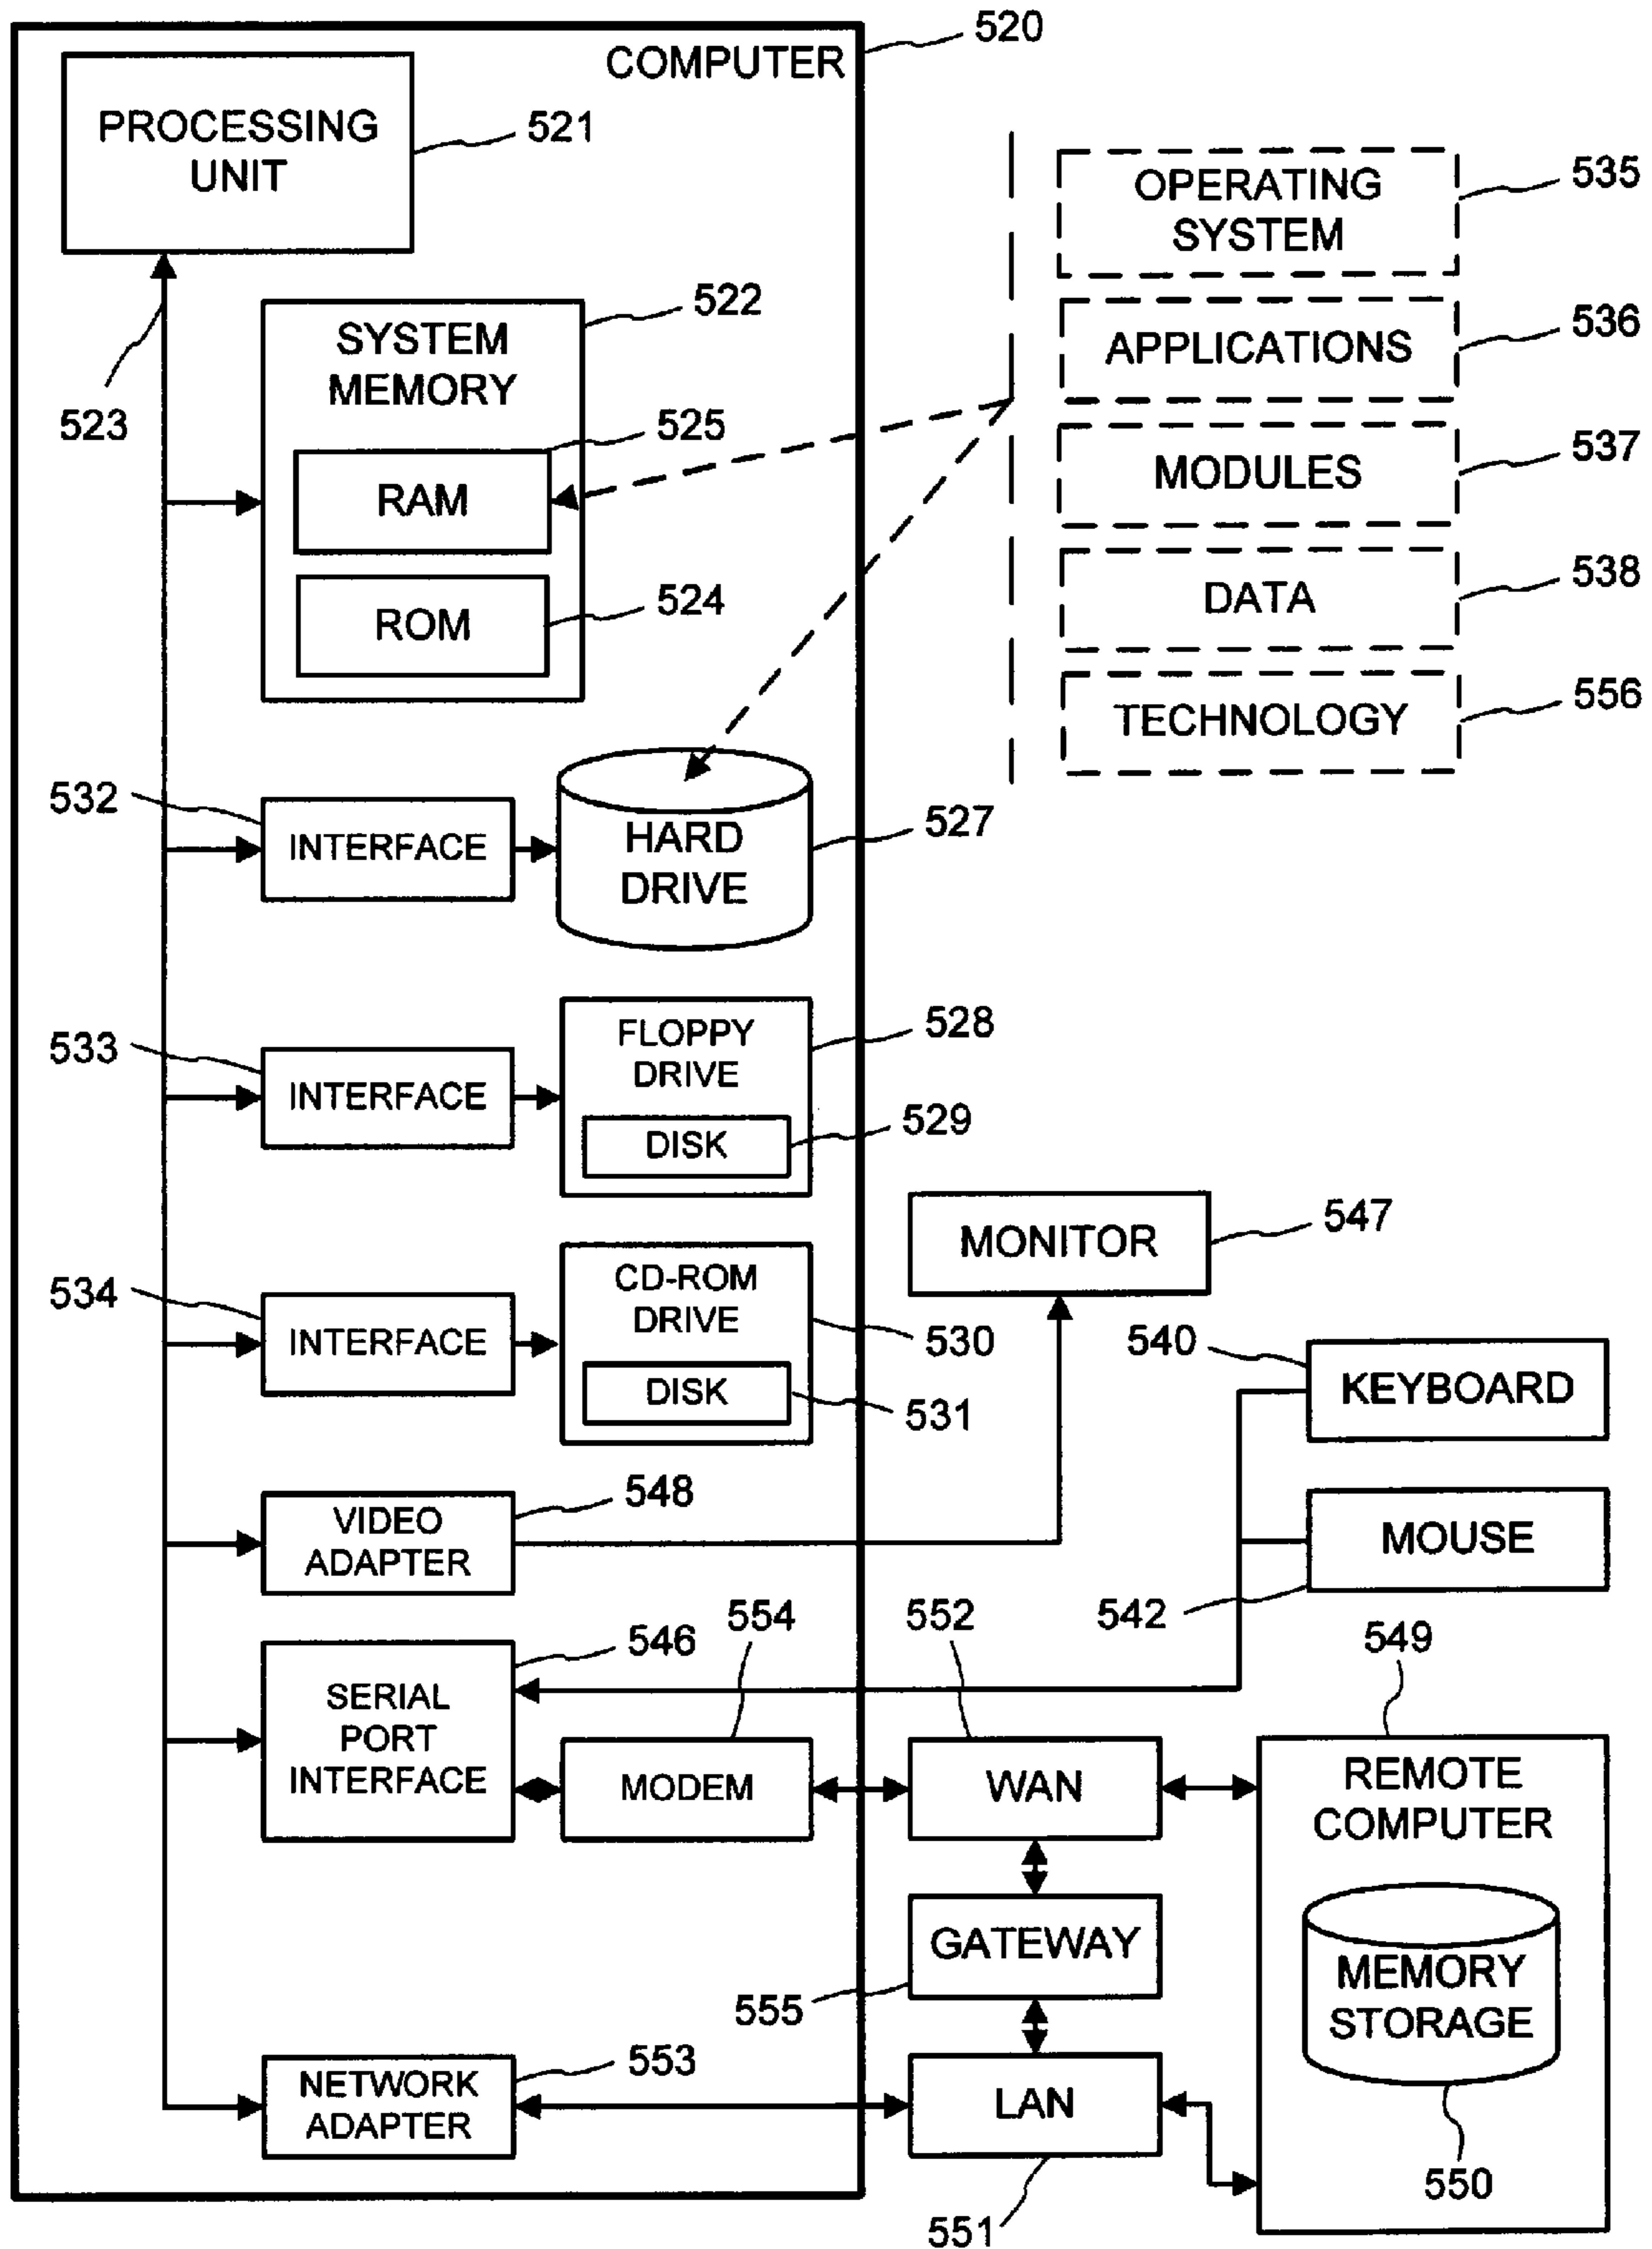 520
COMPUTER
PROCESSING
UNIT
521
523
522
SYSTEM
MEMORY
525
RAM
524
ROM
OPERATING
SYSTEM
535
APPLICATIONS
536
MODULES
537
DATA
538
TECHNOLOGY
556
532
INTERFACE
HARD
DRIVE
527
533
INTERFACE
FLOPPY
DRIVE
528
DISK
529
534
INTERFACE
CD-ROM
DRIVE
530
DISK
531
MONITOR
547
540
KEYBOARD
MOUSE
542
VIDEO
ADAPTER
548
546
SERIAL
PORT
INTERFACE
554
MODEM
552
WAN
549
REMOTE
COMPUTER
GATEWAY
555
MEMORY
STORAGE
550
NETWORK
ADAPTER
553
LAN
551